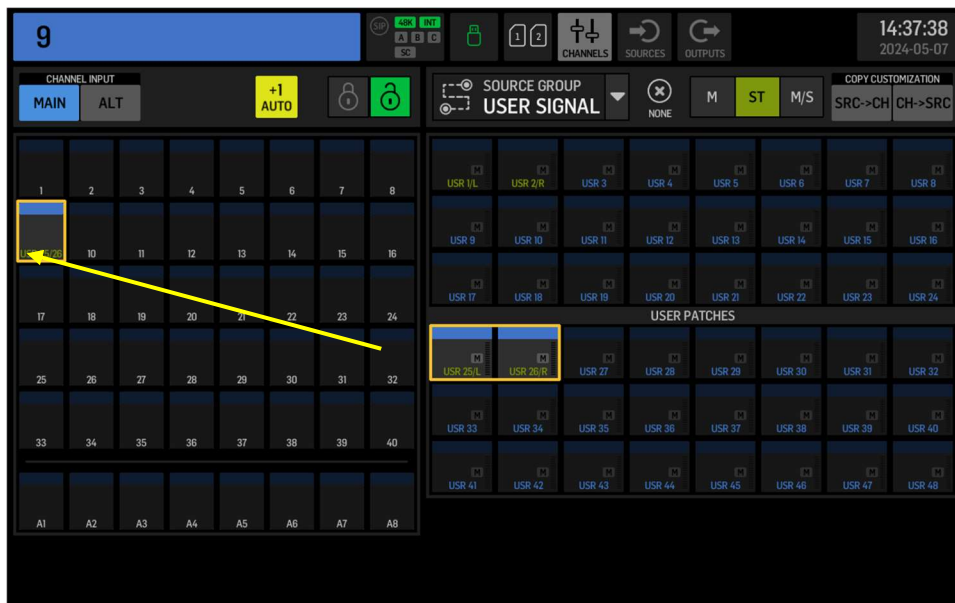 9
SIP
48K INT
A B C
SC
1 2
CHANNELS
SOURCES
OUTPUTS
14:37:38
2024-05-07
CHANNEL INPUT
MAIN ALT
+1
AUTO
SOURCE GROUP
USER SIGNAL
NONE
M ST M/S
COPY CUSTOMIZATION
SRC->CH CH->SRC
1 2 3 4 5 6 7 8
10 11 12 13 14 15 16
17 18 19 20 21 22 23 24
25 26 27 28 29 30 31 32
33 34 35 36 37 38 39 40
A1 A2 A3 A4 A5 A6 A7 A8
M M M M M M M M
USR 1/L USR 2/R USR 3 USR 4 USR 5 USR 6 USR 7 USR 8
M M M M M M M M
USR 9 USR 10 USR 11 USR 12 USR 13 USR 14 USR 15 USR 16
M M M M M M M M
USR 17 USR 18 USR 19 USR 20 USR 21 USR 22 USR 23 USR 24
USER PATCHES
M M M M M M M M
USR 25/L USR 26/R USR 27 USR 28 USR 29 USR 30 USR 31 USR 32
M M M M M M M M
USR 33 USR 34 USR 35 USR 36 USR 37 USR 38 USR 39 USR 40
M M M M M M M M
USR 41 USR 42 USR 43 USR 44 USR 45 USR 46 USR 47 USR 48